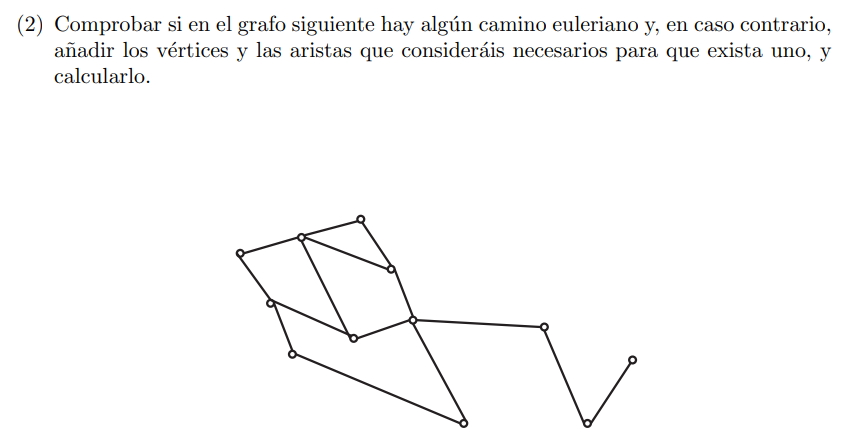 (2) Comprobar si en el grafo siguiente hay algún camino euleriano y, en caso contrario,
añadir los vértices y las aristas que consideráis necesarios para que exista uno, y
calcularlo.